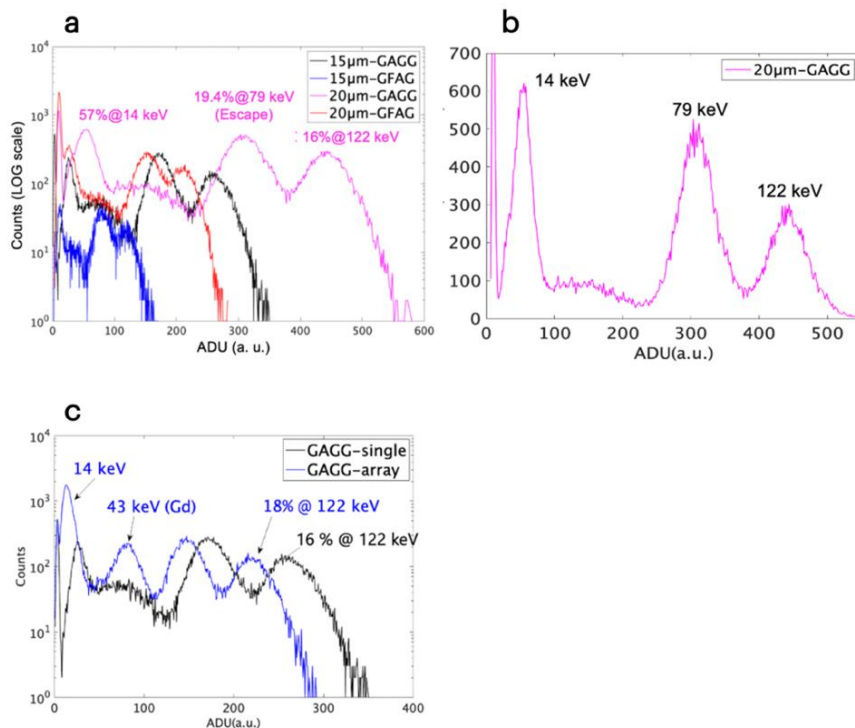 a
10⁴
10³
10²
10¹
10⁰
0
100
200
300
400
500
600
Counts (LOG scale)
ADU (a. u.)
15μm-GAGG
15μm-GFAG
20μm-GAGG
20μm-GFAG
57%@14 keV
19.4%@79 keV
(Escape)
16%@122 keV
b
700
600
500
400
300
200
100
0
0
100
200
300
400
500
ADU(a.u.)
20μm-GAGG
14 keV
79 keV
122 keV
c
10⁴
10³
10²
10¹
10⁰
0
100
200
300
400
Counts
ADU(a.u.)
GAGG-single
GAGG-array
14 keV
43 keV (Gd)
18% @ 122 keV
16 % @ 122 keV